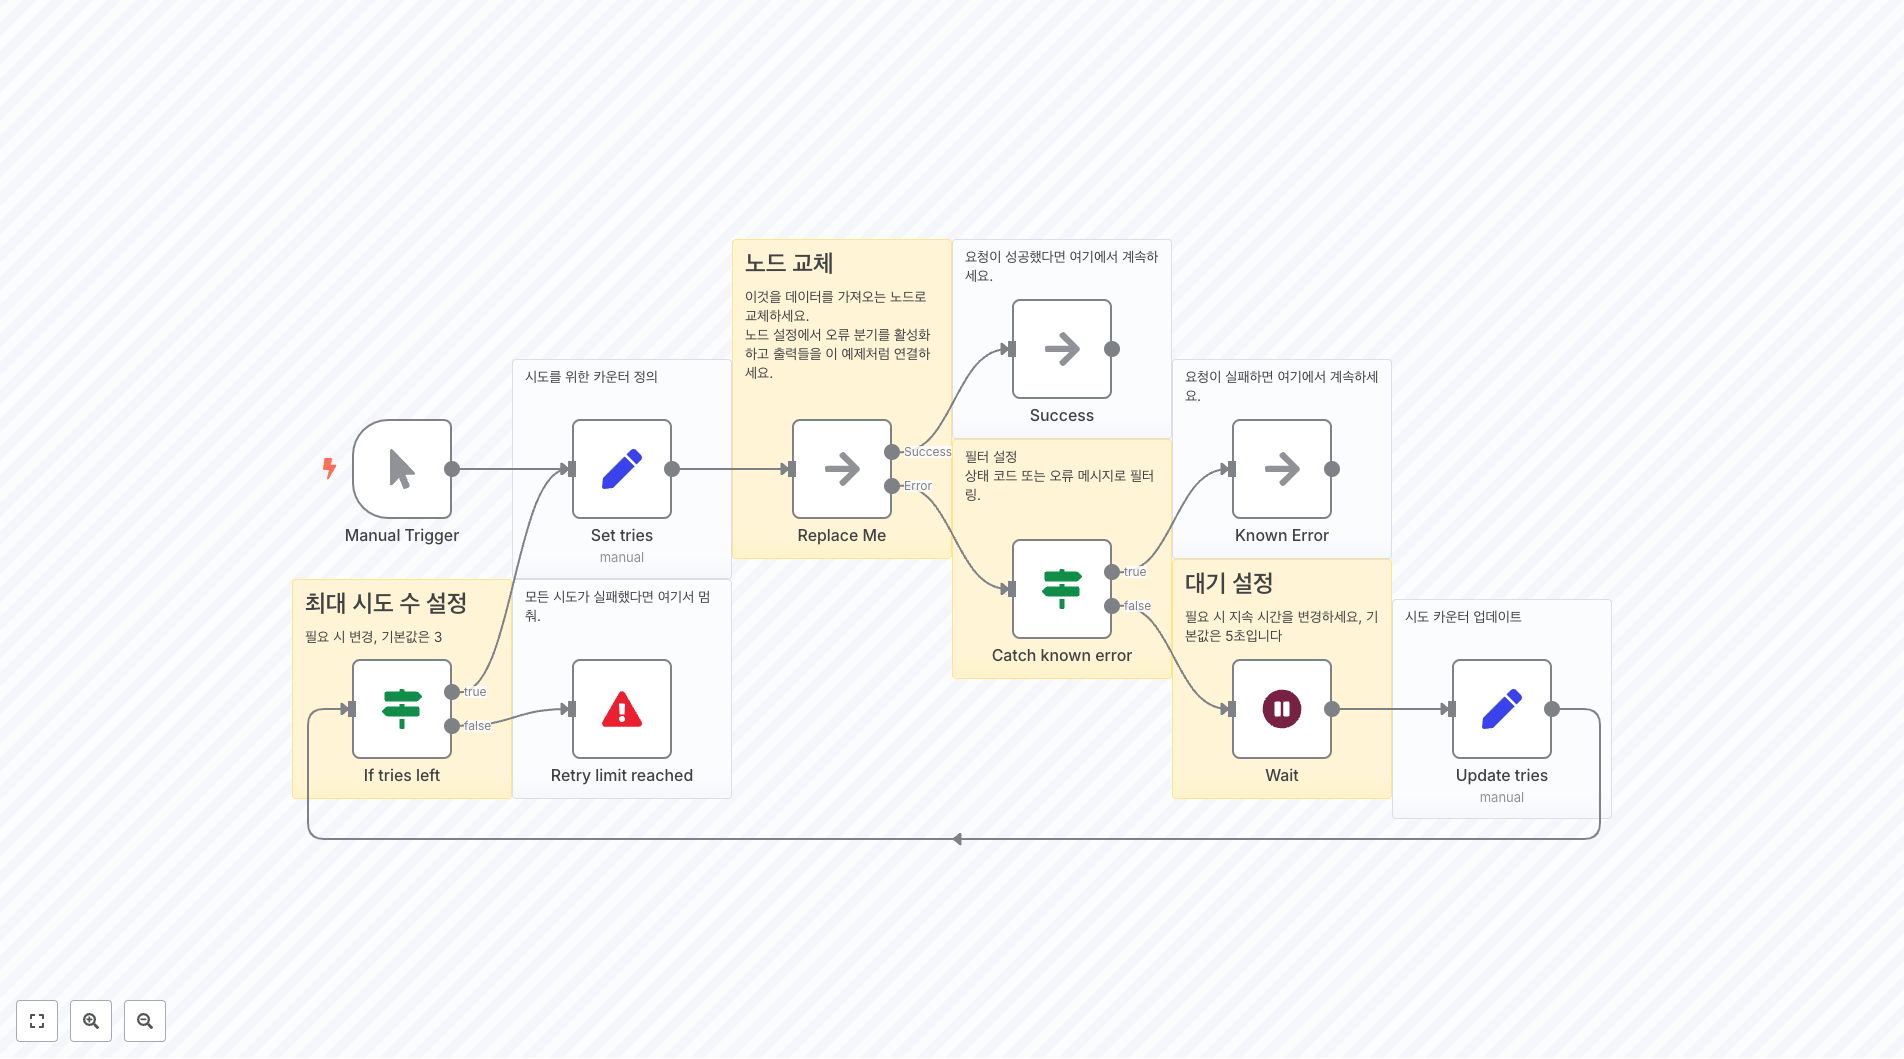 노드 교체
이것을 데이터를 가져오는 노드로
교체하세요.
노드 설정에서 오류 분기를 활성화
하고 출력들을 이 예제처럼 연결하
세요.
요청이 성공했다면 여기에서 계속하
세요.
Success
시도를 위한 카운터 정의
요청이 실패하면 여기에서 계속하세
요.
Manual Trigger
Set tries
manual
Replace Me
Success
Error
필터 설정
상태 코드 또는 오류 메시지로 필터
링.
Known Error
Catch known error
true
false
최대 시도 수 설정
필요 시 변경, 기본값은 3
true
false
If tries left
모든 시도가 실패했다면 여기서 멈
춰.
Retry limit reached
대기 설정
필요 시 지속 시간을 변경하세요, 기
본값은 5초입니다
Wait
시도 카운터 업데이트
Update tries
manual